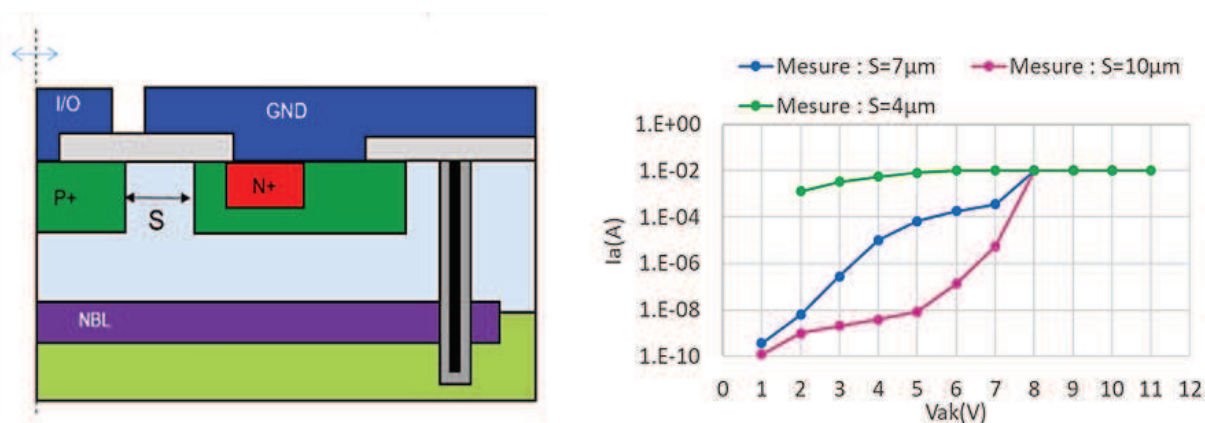 I/O
GND
P+
S
N+
NBL
Mesure : S=7µm
Mesure : S=10µm
Mesure : S=4µm
Ia(A)
1.E+00
1.E-02
1.E-04
1.E-06
1.E-08
1.E-10
0 1 2 3 4 5 6 7 8 9 10 11 12
Vak(V)